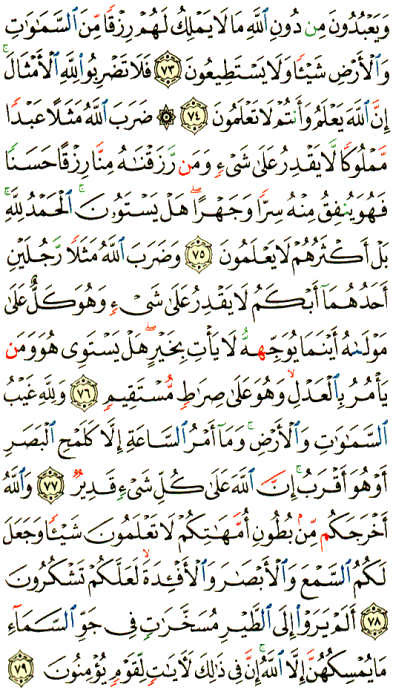 وَيَعْبُدُونَ مِن دُونِ ٱللَّهِ مَا لَا يَمْلِكُ لَهُمْ رِزْقًا مِّنَ ٱلسَّمَٰوَٰتِ
وَٱلْأَرْضِ شَيْـًٔا وَلَا يَسْتَطِيعُونَ ٧٣ فَلَا تَضْرِبُوا۟ لِلَّهِ ٱلْأَمْثَالَ ۚ
إِنَّ ٱللَّهَ يَعْلَمُ وَأَنتُمْ لَا تَعْلَمُونَ ٧٤ ۞ ضَرَبَ ٱللَّهُ مَثَلًا عَبْدًا
مَّمْلُوكًا لَّا يَقْدِرُ عَلَىٰ شَىْءٍ وَمَن رَّزَقْنَٰهُ مِنَّا رِزْقًا حَسَنًا
فَهُوَ يُنفِقُ مِنْهُ سِرًّا وَجَهْرًا ۖ هَلْ يَسْتَوُۥنَ ۚ ٱلْحَمْدُ لِلَّهِ ۚ
بَلْ أَكْثَرُهُمْ لَا يَعْلَمُونَ ٧٥ وَضَرَبَ ٱللَّهُ مَثَلًا رَّجُلَيْنِ
أَحَدُهُمَآ أَبْكَمُ لَا يَقْدِرُ عَلَىٰ شَىْءٍ وَهُوَ كَلٌّ عَلَىٰ
مَوْلَىٰهُ أَيْنَمَا يُوَجِّههُّ لَا يَأْتِ بِخَيْرٍ ۖ هَلْ يَسْتَوِى هُوَ وَمَن
يَأْمُرُ بِٱلْعَدْلِ ۙ وَهُوَ عَلَىٰ صِرَٰطٍ مُّسْتَقِيمٍ ٧٦ وَلِلَّهِ غَيْبُ
ٱلسَّمَٰوَٰتِ وَٱلْأَرْضِ ۚ وَمَآ أَمْرُ ٱلسَّاعَةِ إِلَّا كَلَمْحِ ٱلْبَصَرِ
أَوْ هُوَ أَقْرَبُ ۚ إِنَّ ٱللَّهَ عَلَىٰ كُلِّ شَىْءٍ قَدِيرٌ ٧٧ وَٱللَّهُ
أَخْرَجَكُم مِّنۢ بُطُونِ أُمَّهَٰتِكُمْ لَا تَعْلَمُونَ شَيْـًٔا وَجَعَلَ
لَكُمُ ٱلسَّمْعَ وَٱلْأَبْصَٰرَ وَٱلْأَفْـِٔدَةَ ۙ لَعَلَّكُمْ تَشْكُرُونَ
٧٨ أَلَمْ يَرَوْا۟ إِلَى ٱلطَّيْرِ مُسَخَّرَٰتٍ فِى جَوِّ ٱلسَّمَآءِ
مَا يُمْسِكُهُنَّ إِلَّا ٱللَّهُ ۗ إِنَّ فِى ذَٰلِكَ لَءَايَٰتٍ لِّقَوْمٍ يُؤْمِنُونَ ٧٩